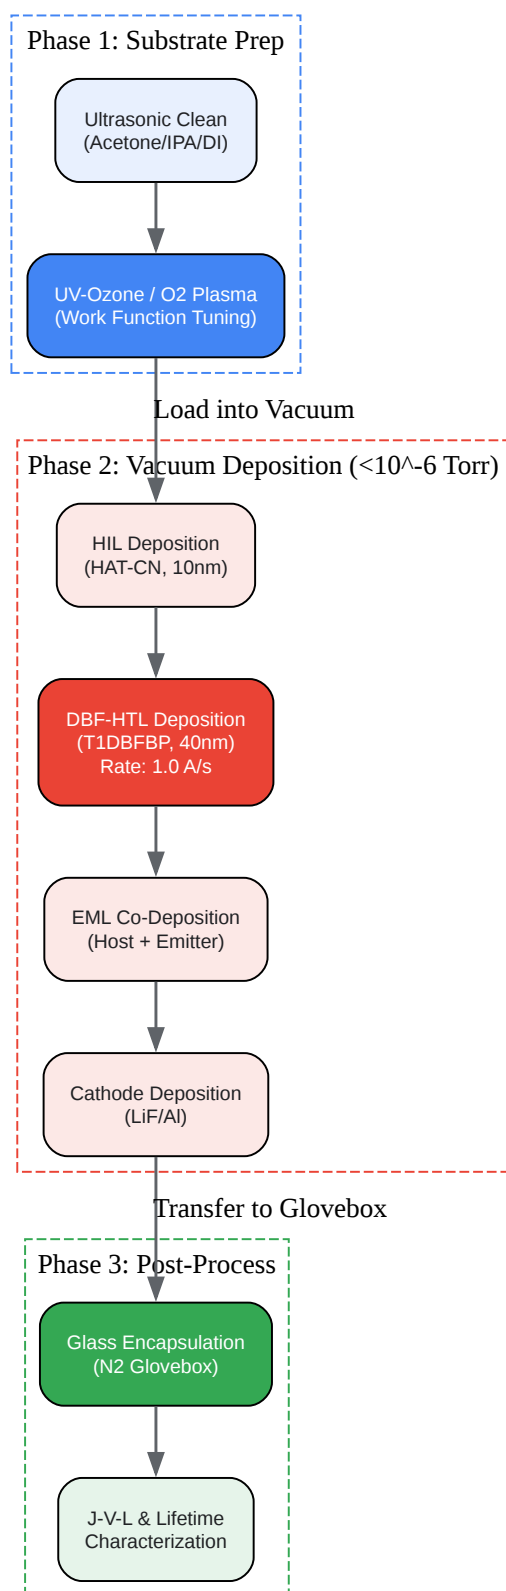 Phase 1: Substrate Prep
Ultrasonic Clean
(Acetone/IPA/DI)
UV-Ozone / O2 Plasma
(Work Function Tuning)
Load into Vacuum
Phase 2: Vacuum Deposition (<10^-6 Torr)
HIL Deposition
(HAT-CN, 10nm)
DBF-HTL Deposition
(T1DBFBP, 40nm)
Rate: 1.0 A/s
EML Co-Deposition
(Host + Emitter)
Cathode Deposition
(LiF/Al)
Transfer to Glovebox
Phase 3: Post-Process
Glass Encapsulation
(N2 Glovebox)
J-V-L & Lifetime
Characterization